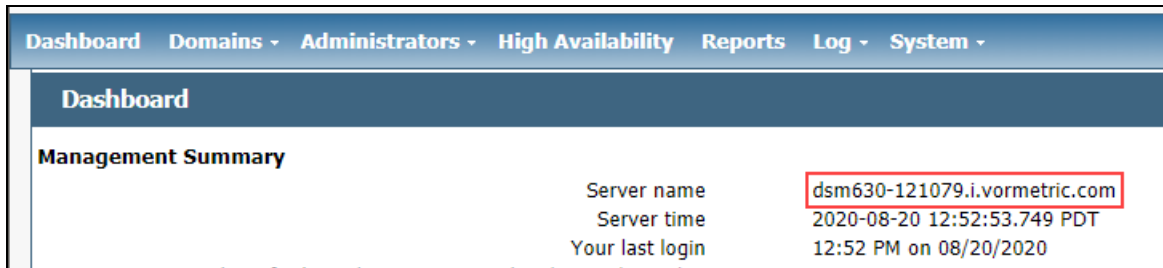 Dashboard Domains - Administrators - High Availability Reports Log - System -
Dashboard
Management Summary
Server name dsm630-121079.i.vormetric.com
Server time 2020-08-20 12:52:53.749 PDT
Your last login 12:52 PM on 08/20/2020